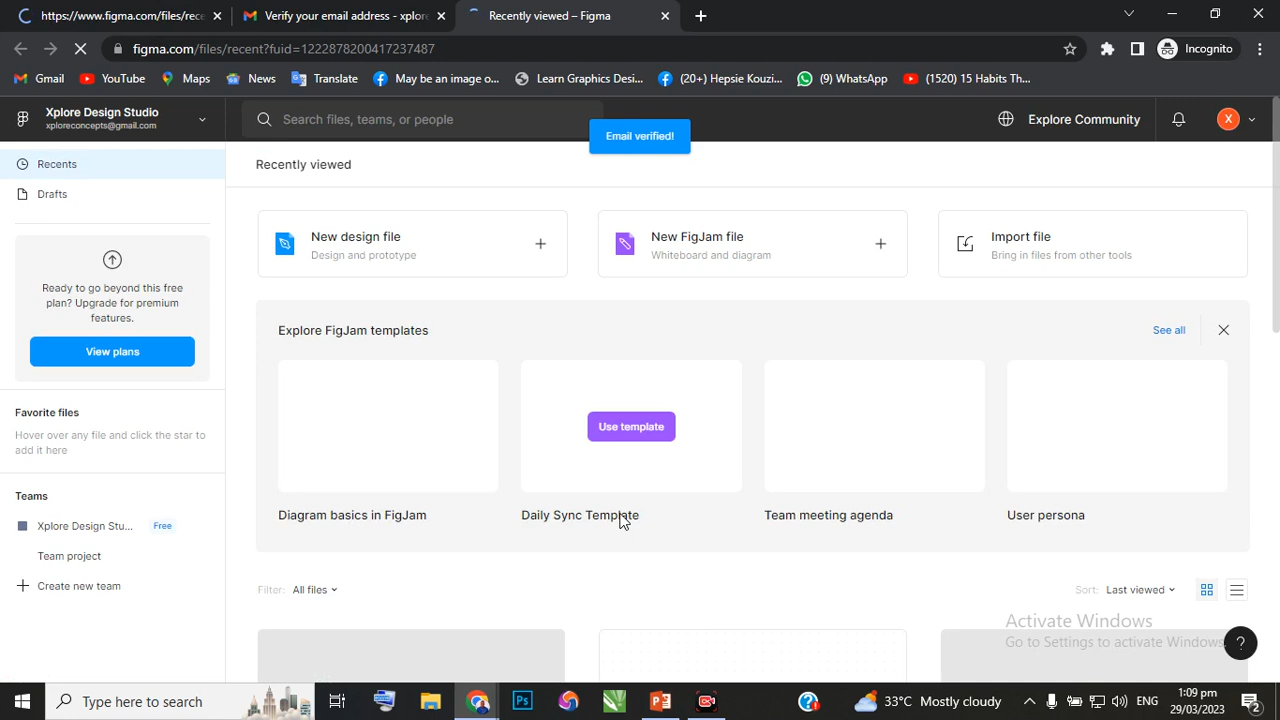 https://www.figma.com/files/rece
Verify your email address - xplore
Recently viewed – Figma
figma.com/files/recent?fuid=1222878200417237487
Incognito
Gmail
YouTube
Maps
News
Translate
May be an image o...
Learn Graphics Desi...
(20+) Hepsie Kouzi...
(9) WhatsApp
(1520) 15 Habits Th...
Xplore Design Studio
xploreconcepts@gmail.com
Search files, teams, or people
Explore Community
X
Email verified!
Recents
Drafts
Recently viewed
New design file
Design and prototype
New FigJam file
Whiteboard and diagram
Import file
Bring in files from other tools
Ready to go beyond this free
plan? Upgrade for premium
features.
View plans
Explore FigJam templates
See all
Use template
Diagram basics in FigJam
Daily Sync Template
Team meeting agenda
User persona
Favorite files
Hover over any file and click the star to
add it here
Teams
Xplore Design Stu...
Free
Team project
Create new team
Filter: All files
Sort: Last viewed
Activate Windows
Go to Settings to activate Windows.
?
Type here to search
Ps
33°C Mostly cloudy
ENG
1:09 pm
29/03/2023
2